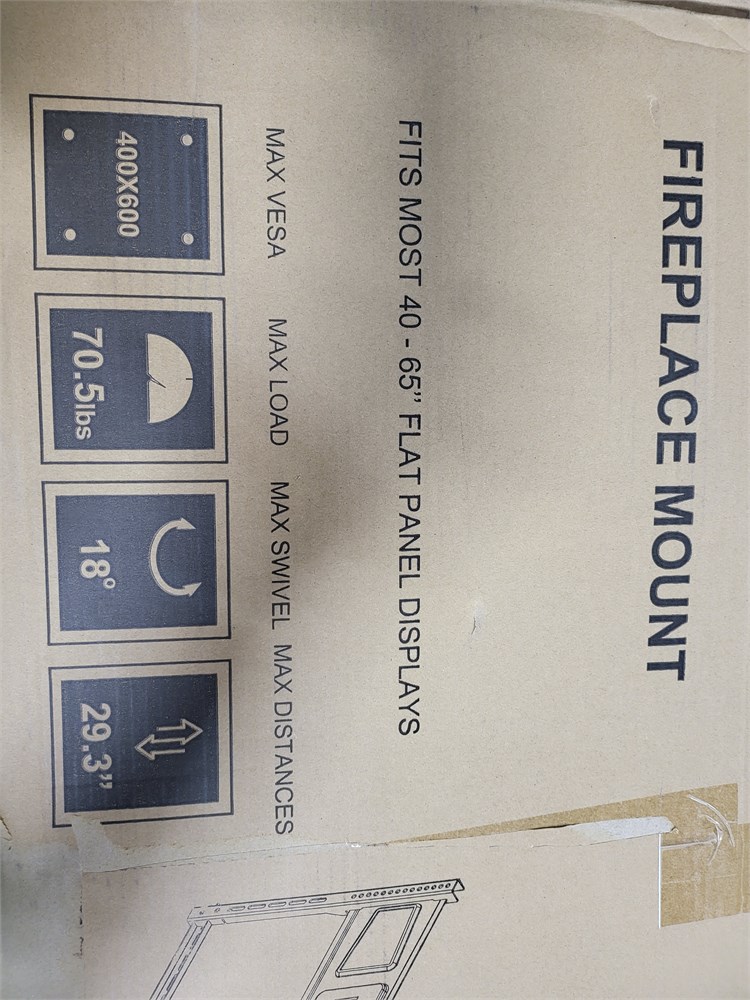 FIREPLACE MOUNT
FITS MOST 40 - 65” FLAT PANEL DISPLAYS
MAX VESA MAX LOAD MAX SWIVEL MAX DISTANCES
400X600 70.5lbs 18° 29.3”